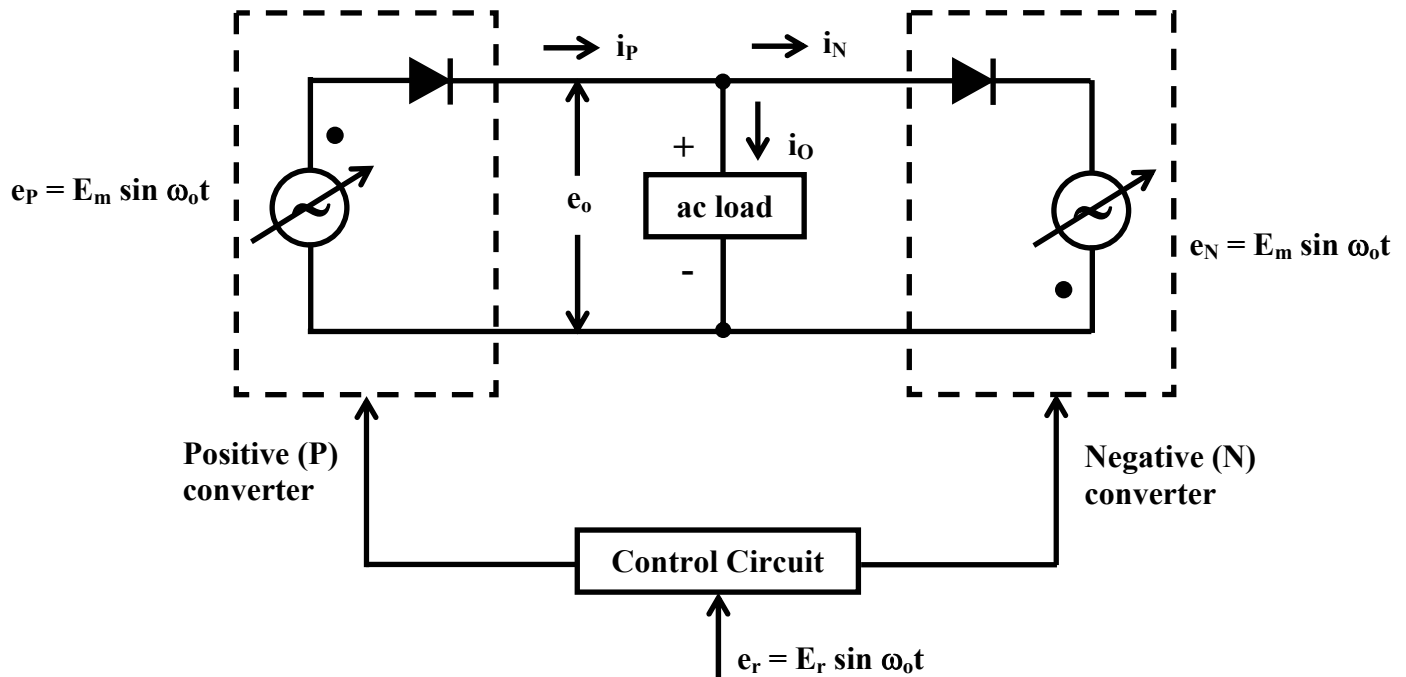 i_P
i_N
+
i_O
e_P = E_m sin ω_o t
e_o
ac load
e_N = E_m sin ω_o t
-
Positive (P)
converter
Negative (N)
converter
Control Circuit
e_r = E_r sin ω_o t